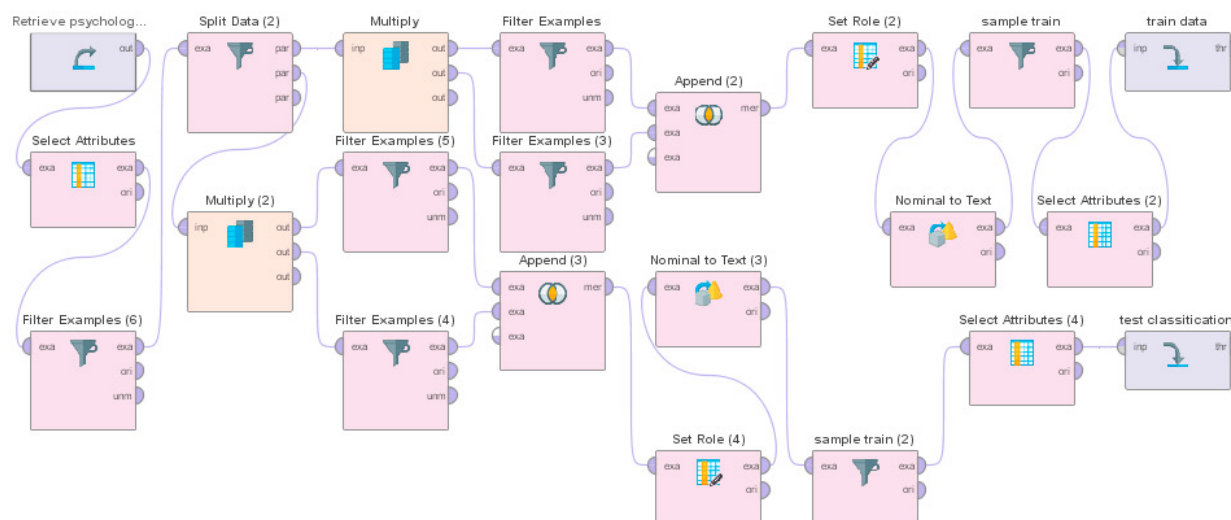 Retrieve psycholog...
out
Split Data (2)
exa
par
par
par
Multiply
inp
out
out
out
Filter Examples
exa
exa
ori
unm
Append (2)
exa
mer
exa
exa
Set Role (2)
exa
exa
ori
sample train
exa
exa
ori
train data
inp
thr
Select Attributes
exa
exa
ori
Filter Examples (5)
exa
exa
ori
unm
Filter Examples (3)
exa
exa
ori
unm
Multiply (2)
inp
out
out
out
Nominal to Text
exa
exa
ori
Select Attributes (2)
exa
exa
ori
Append (3)
exa
mer
exa
exa
Nominal to Text (3)
exa
exa
ori
Filter Examples (6)
exa
exa
ori
unm
Filter Examples (4)
exa
exa
ori
unm
Select Attributes (4)
exa
exa
ori
test classitication
inp
thr
Set Role (4)
exa
exa
ori
sample train (2)
exa
exa
ori